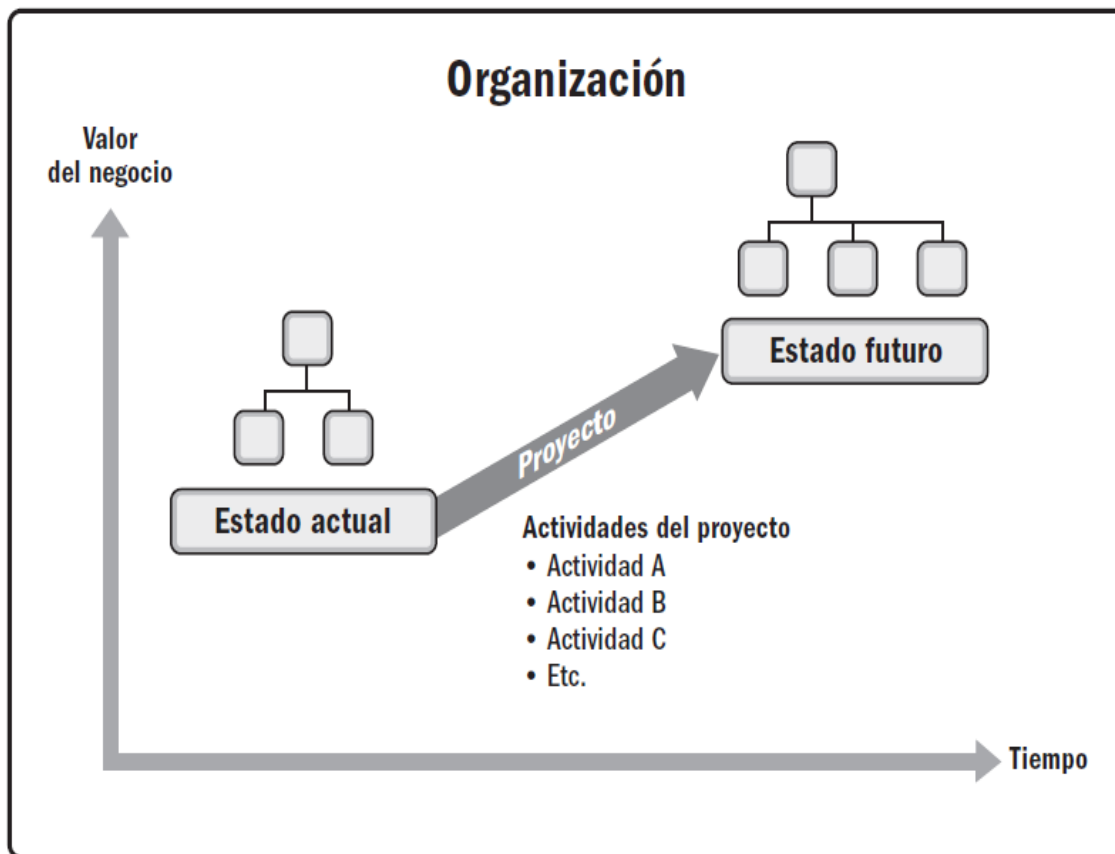 Organización
Valor
del negocio
Estado futuro
Proyecto
Estado actual
Actividades del proyecto
• Actividad A
• Actividad B
• Actividad C
• Etc.
Tiempo